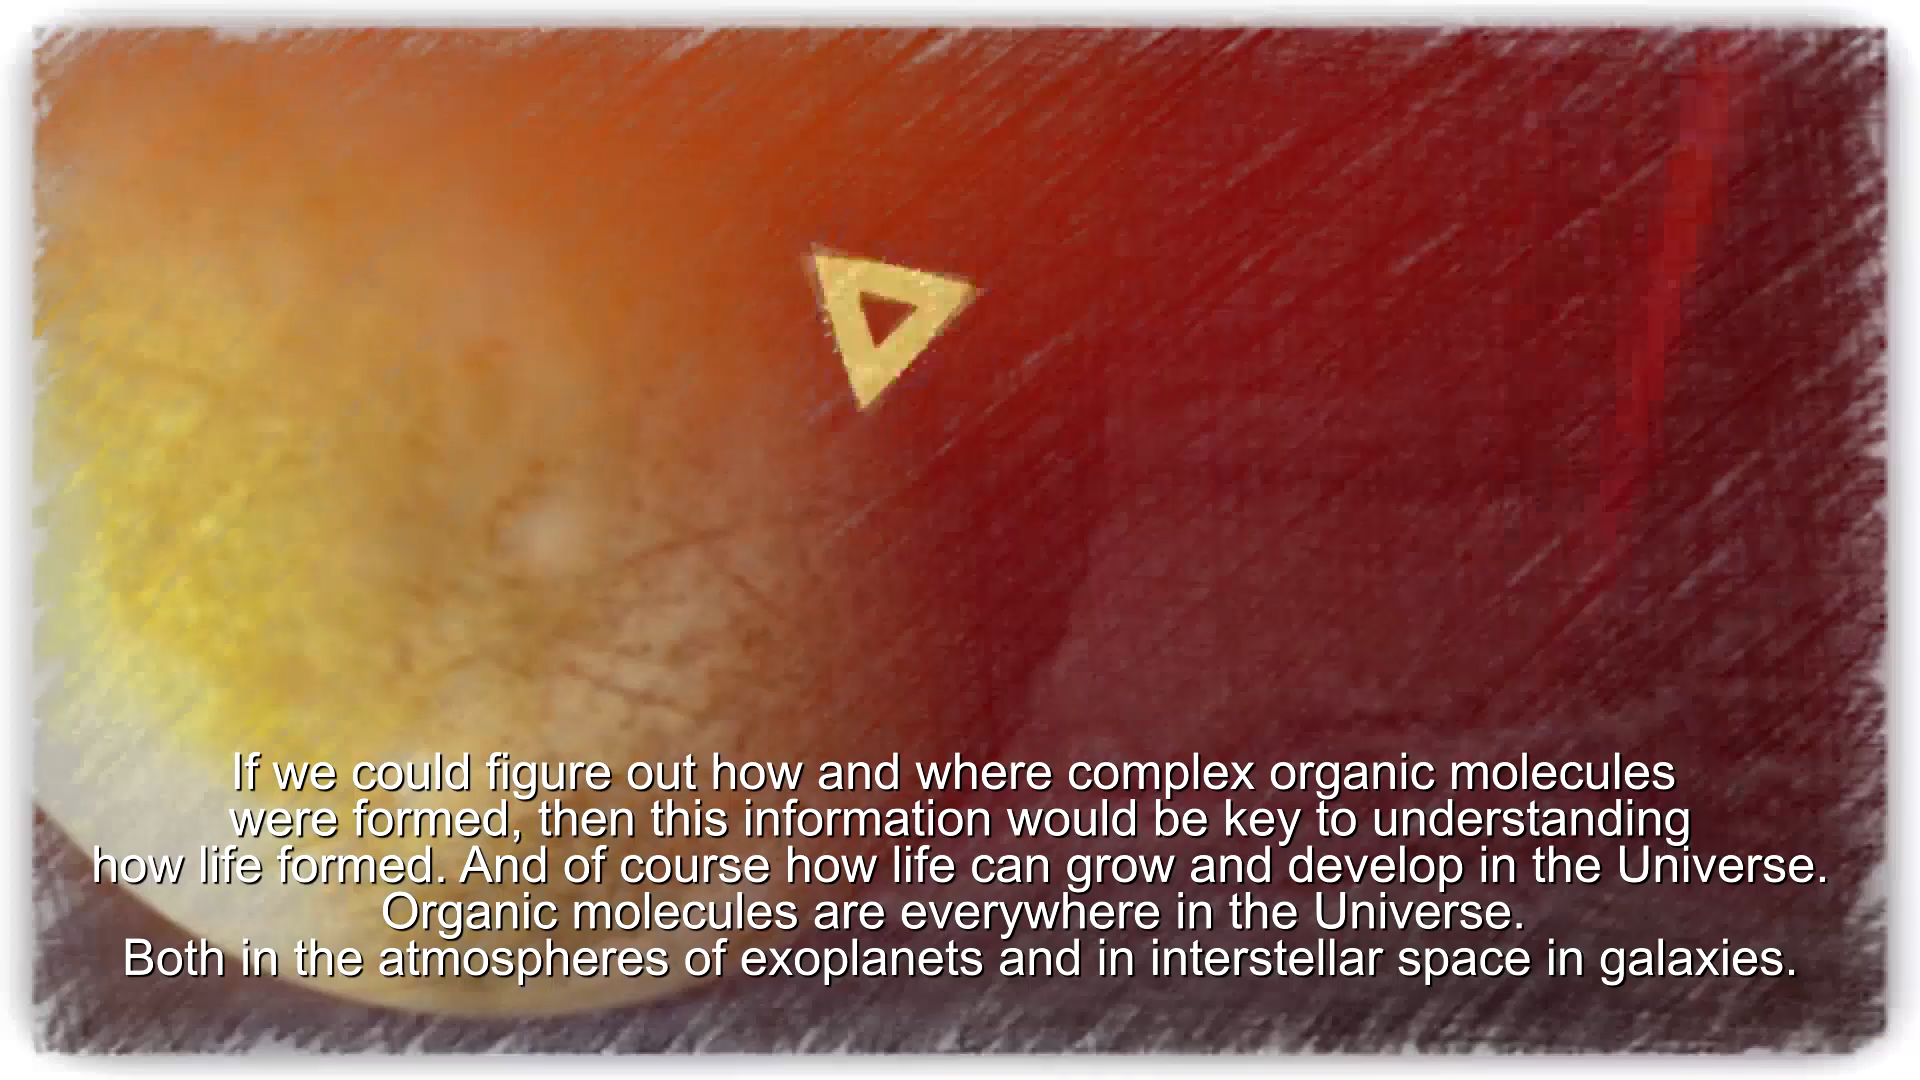 If we could figure out how and where complex organic molecules
were formed, then this information would be key to understanding
how life formed. And of course how life can grow and develop in the Universe.
Organic molecules are everywhere in the Universe.
Both in the atmospheres of exoplanets and in interstellar space in galaxies.